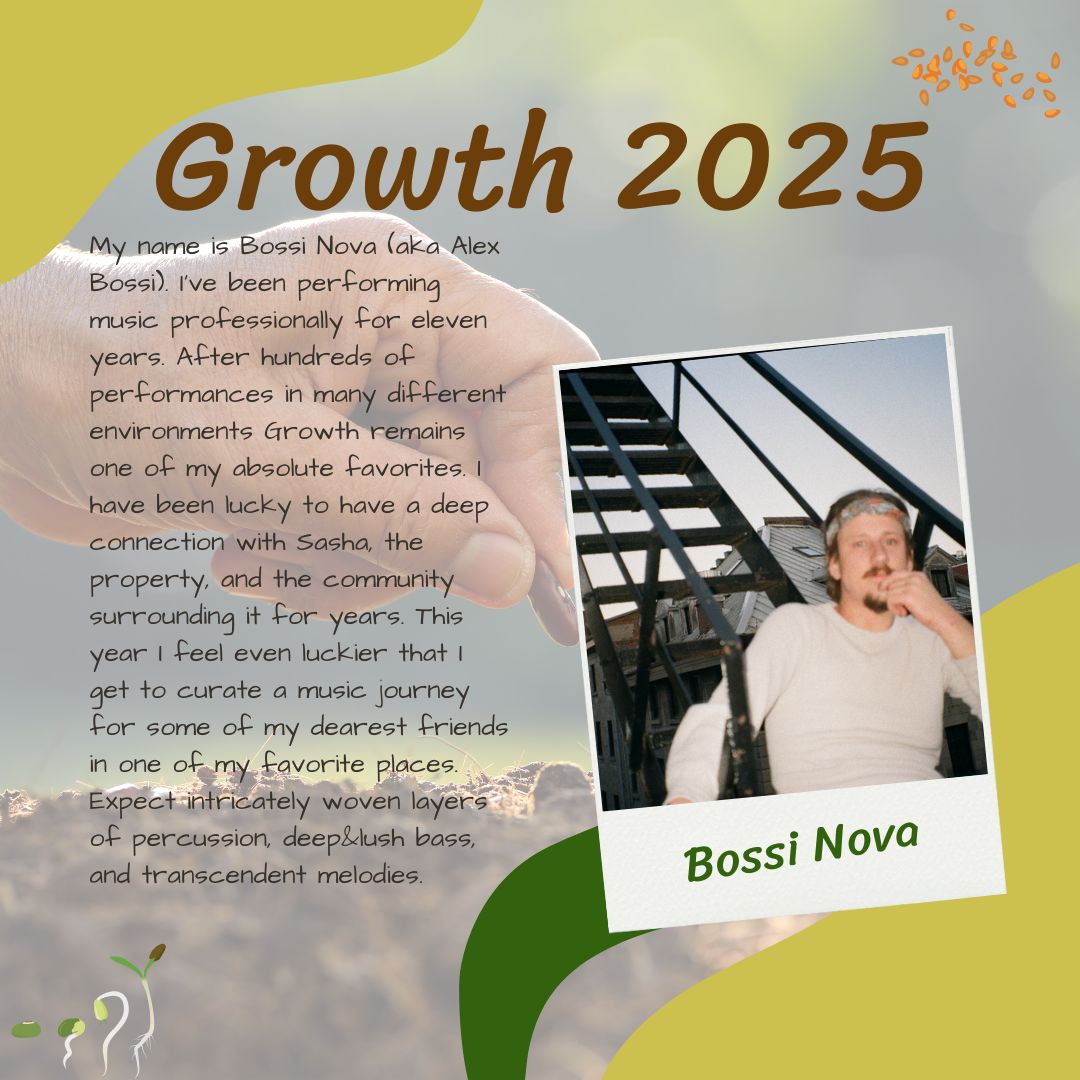 Growth 2025
My name is Bossi Nova (aka Alex
Bossi). I've been performing
music professionally for eleven
years. After hundreds of
performances in many different
environments Growth remains
one of my absolute favorites. I
have been lucky to have a deep
connection with Sasha, the
property, and the community
surrounding it for years. This
year I feel even luckier that I
get to curate a music journey
for some of my dearest friends
in one of my favorite places.
Expect intricately woven layers
of percussion, deep&lush bass,
and transcendent melodies.
Bossi Nova